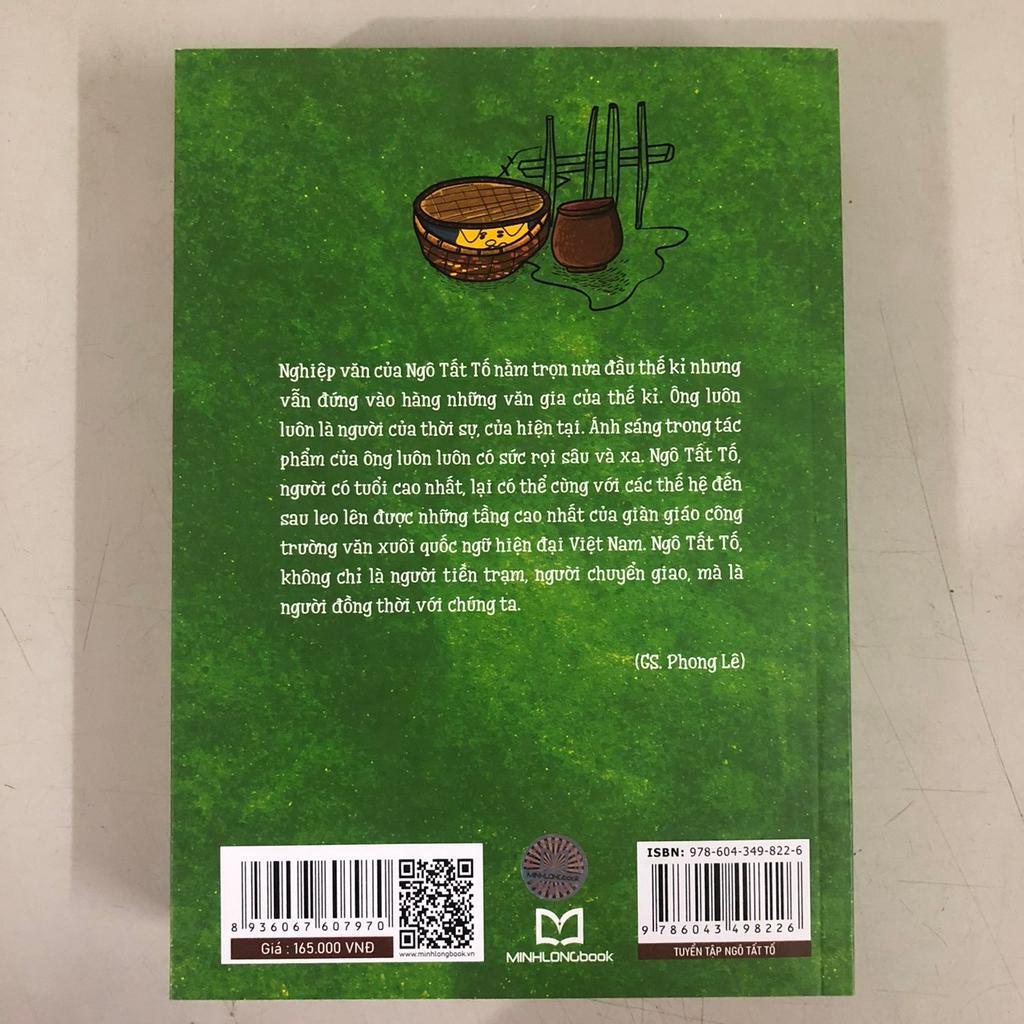 Nghiệp văn của Ngô Tất Tố nằm trọn nửa đầu thế kỉ nhưng
vẫn đứng vào hàng những văn gia của thế kỉ. Ông luôn
luôn là người của thời sự, của hiện tại. Ánh sáng trong tác
phẩm của ông luôn luôn có sức rọi sâu và xa. Ngô Tất Tố,
người có tuổi cao nhất, lại có thể cùng với các thế hệ đến
sau leo lên được những tầng cao nhất của giàn giáo công
trường văn xuôi quốc ngữ hiện đại Việt Nam. Ngô Tất Tố,
không chỉ là người tiễn trạm, người chuyển giao, mà là
người đồng thời với chúng ta.
(GS. Phong Lê)
8 936067 607970
Giá : 165.000 VNĐ
www.minhlongbook.vn
MINHLONGbook
MINHLONGbook
ISBN: 978-604-349-822-6
9 786043 498226
TUYỂN TẬP NGÔ TẤT TỐ